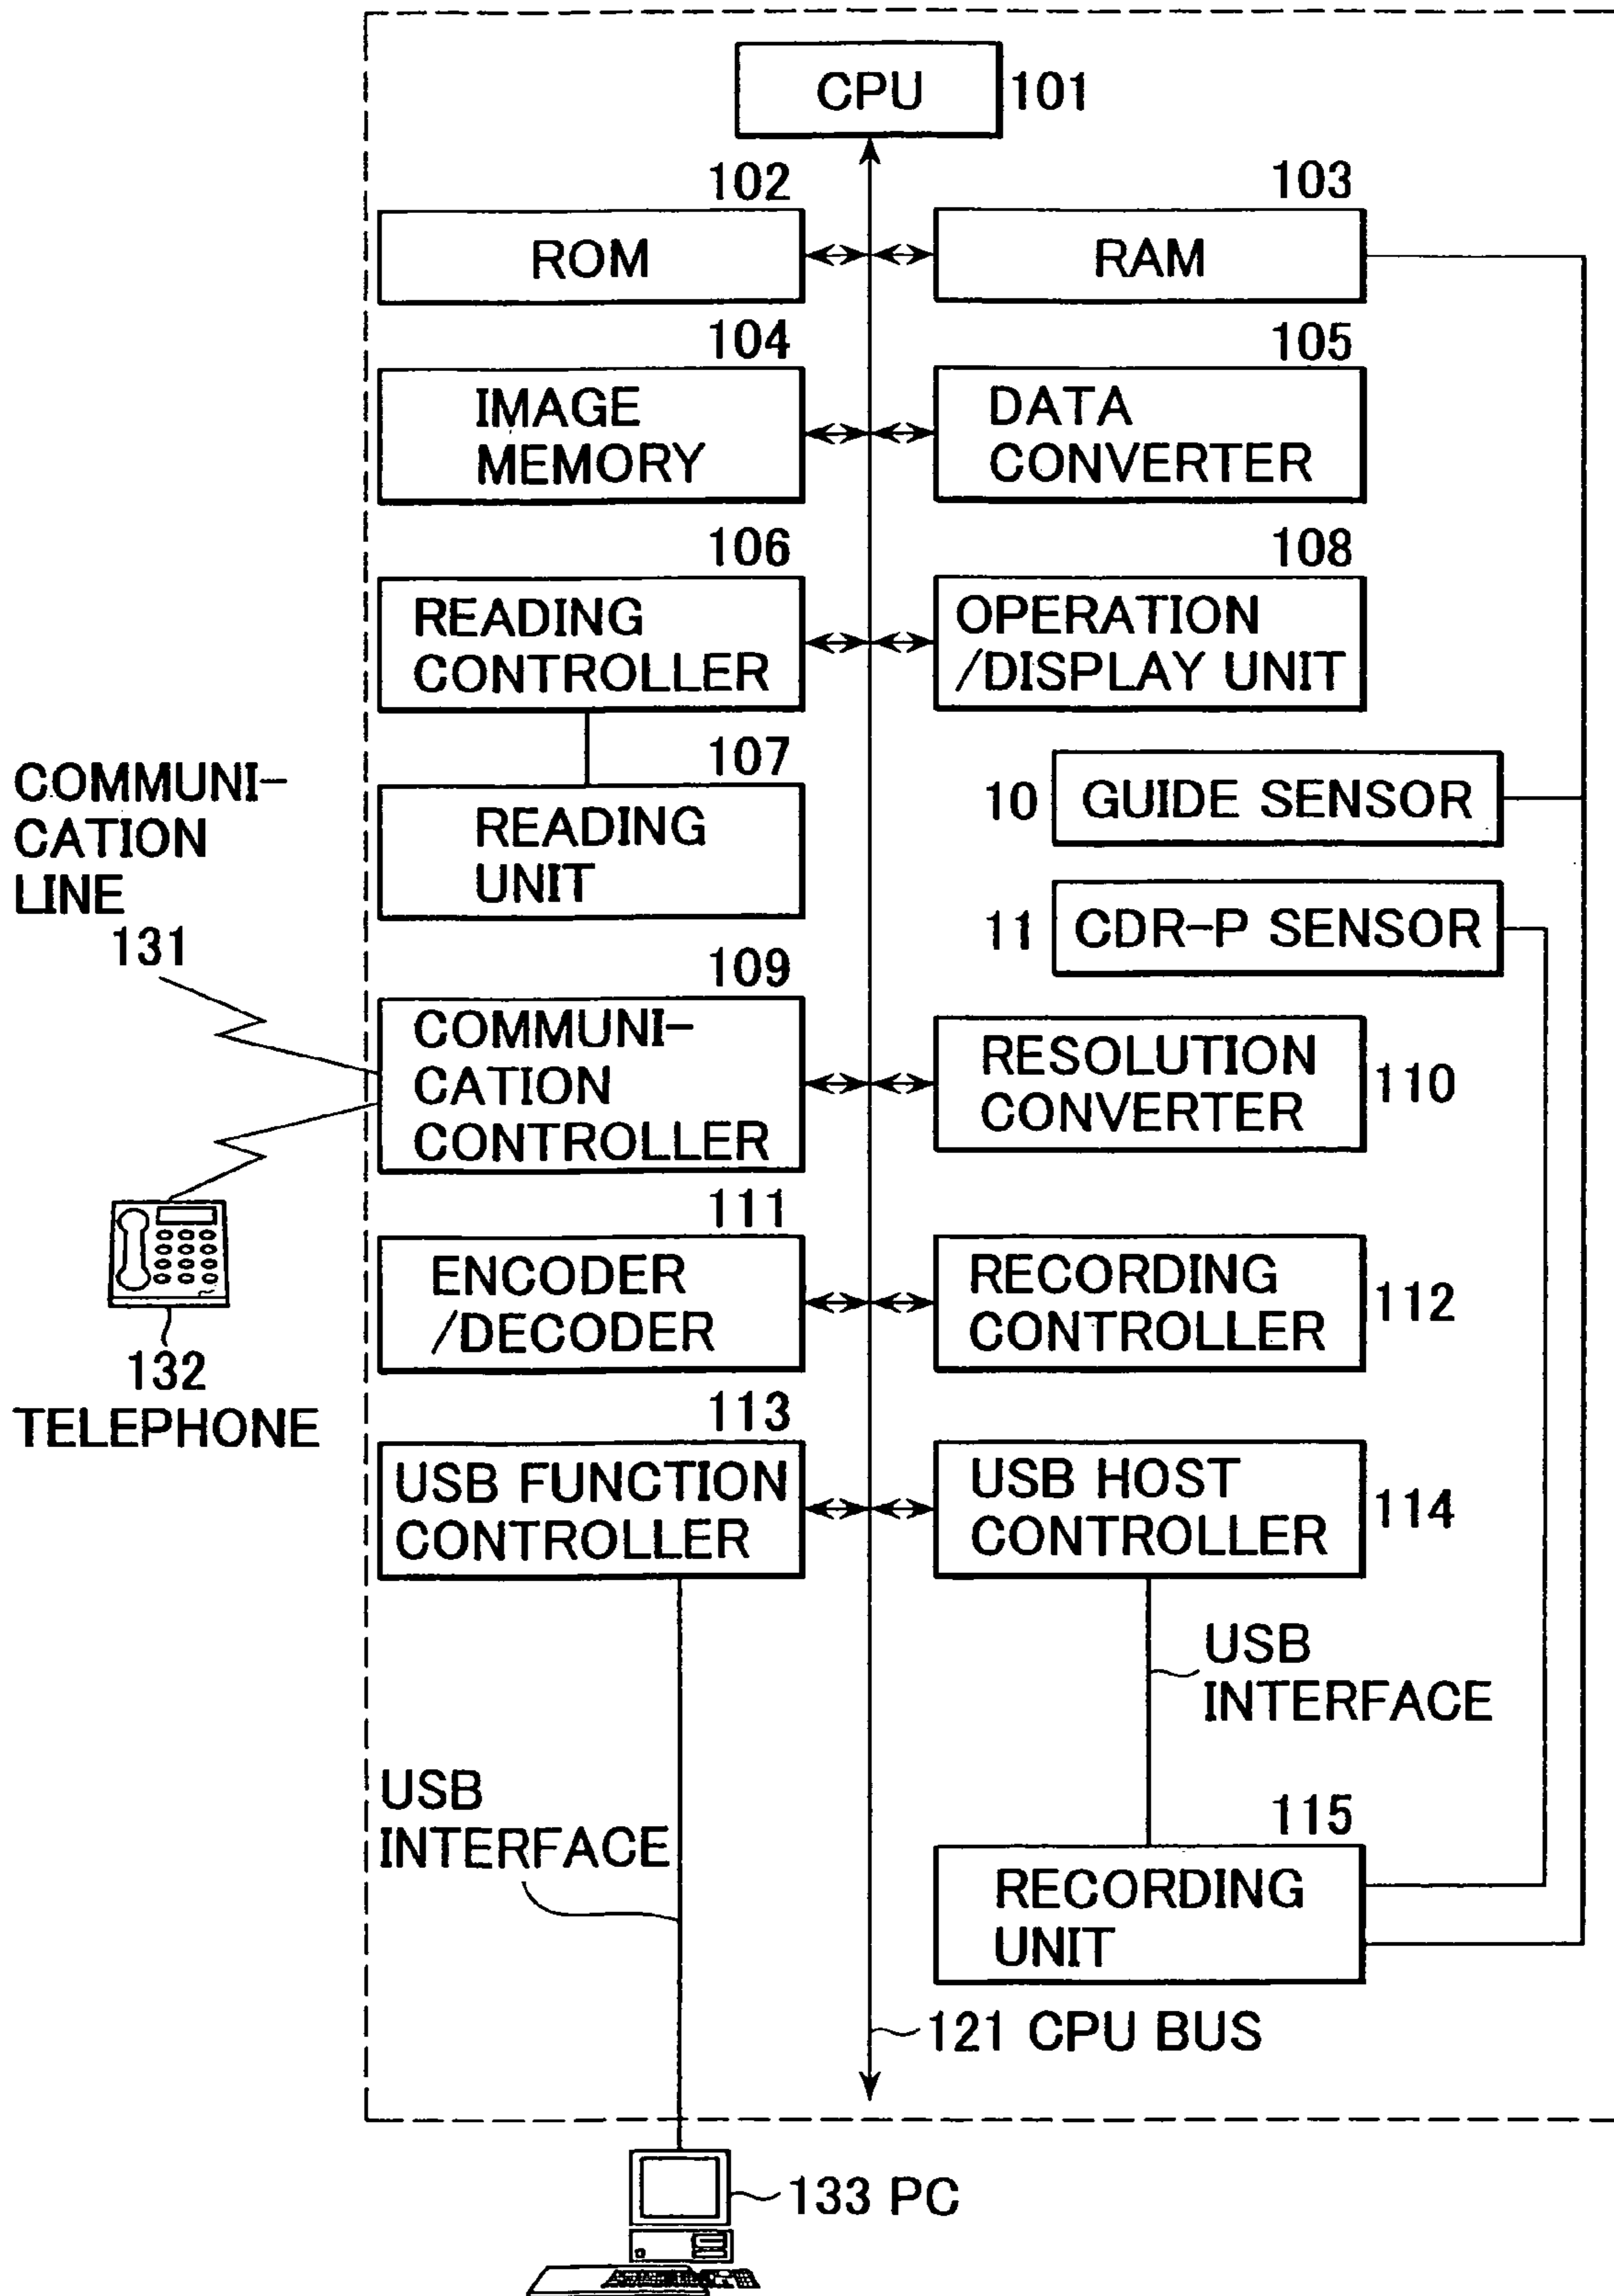 CPU 101
102
ROM
103
RAM
104
IMAGE
MEMORY
105
DATA
CONVERTER
106
READING
CONTROLLER
108
OPERATION
/DISPLAY UNIT
107
READING
UNIT
10 GUIDE SENSOR
11 CDR-P SENSOR
COMMUNI-
CATION
LINE
131
109
COMMUNI-
CATION
CONTROLLER
RESOLUTION
CONVERTER
110
132
TELEPHONE
111
ENCODER
/DECODER
RECORDING
CONTROLLER
112
113
USB FUNCTION
CONTROLLER
USB HOST
CONTROLLER
114
USB
INTERFACE
USB
INTERFACE
115
RECORDING
UNIT
121 CPU BUS
133 PC